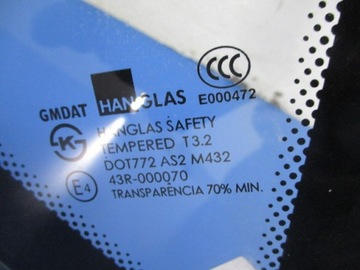 GMDAT HANGLAS
CCC
E000472
HANGLAS SAFETY
TEMPERED T3.2
DOT772 AS2 M432
E4 43R-000070
TRANSPARÊNCIA 70% MIN.